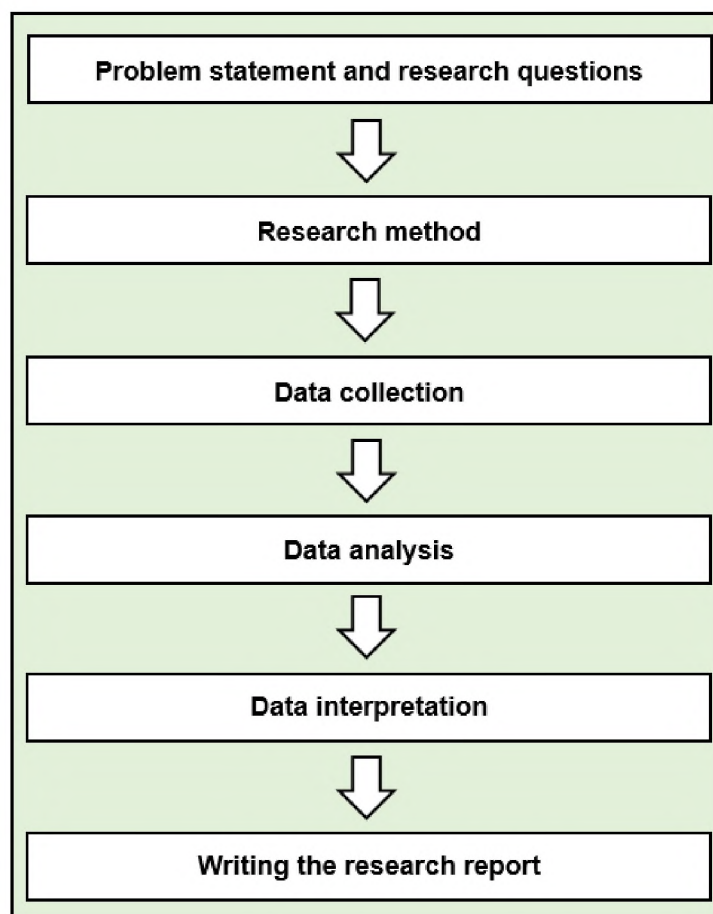 Problem statement and research questions
Research method
Data collection
Data analysis
Data interpretation
Writing the research report